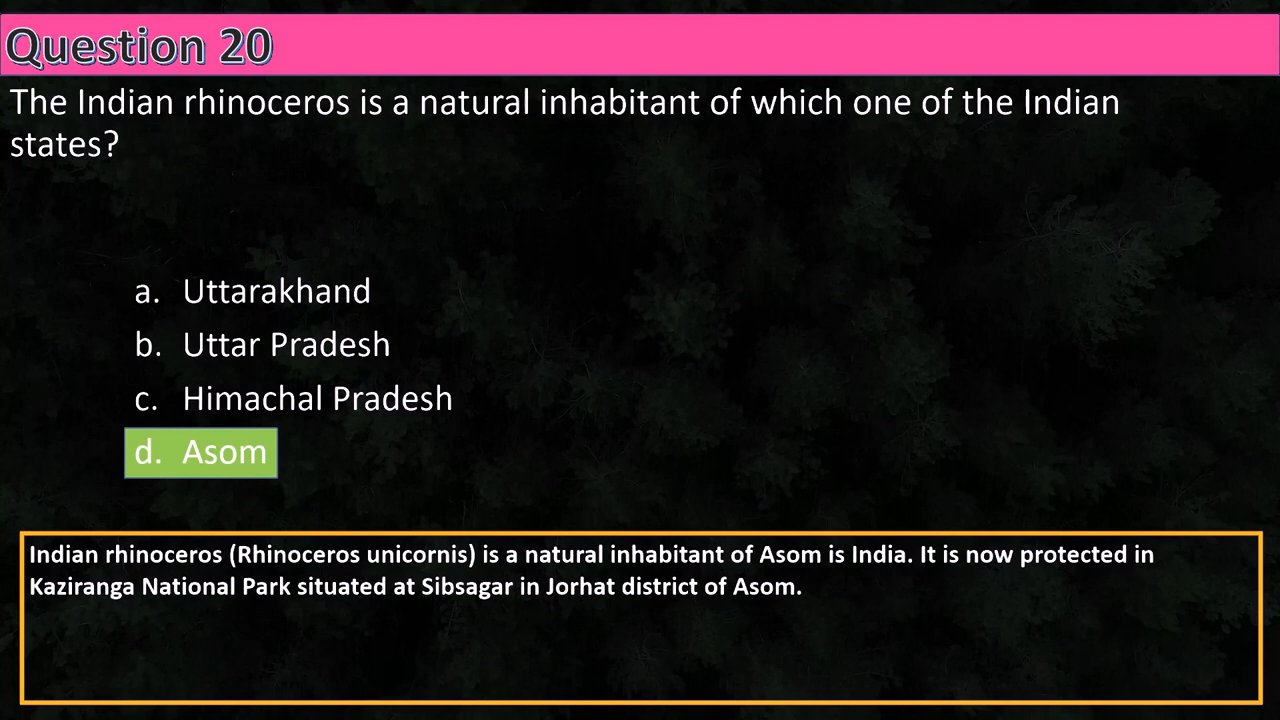 Question 20
The Indian rhinoceros is a natural inhabitant of which one of the Indian
states?
a. Uttarakhand
b. Uttar Pradesh
c. Himachal Pradesh
d. Asom
Indian rhinoceros (Rhinoceros unicornis) is a natural inhabitant of Asom is India. It is now protected in
Kaziranga National Park situated at Sibsagar in Jorhat district of Asom.